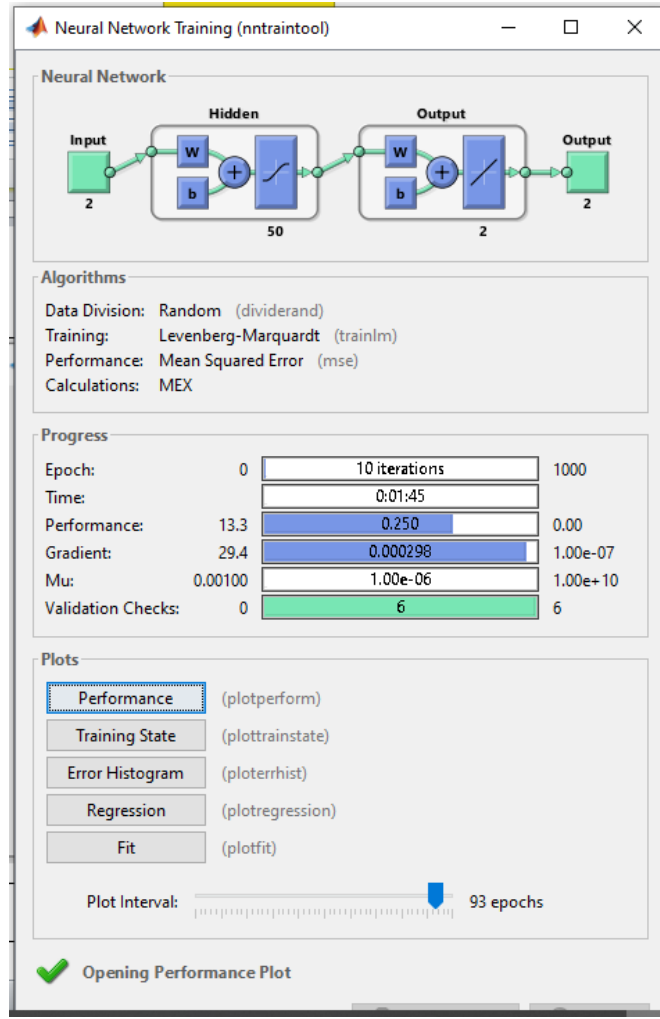 Neural Network Training (nntraintool)
Neural Network
Hidden Output
Input Output
W W
b b
+ +
2 50 2 2
Algorithms
Data Division: Random (dividerand)
Training: Levenberg-Marquardt (trainlm)
Performance: Mean Squared Error (mse)
Calculations: MEX
Progress
Epoch: 0 10 iterations 1000
Time: 0:01:45
Performance: 13.3 0.250 0.00
Gradient: 29.4 0.000298 1.00e-07
Mu: 0.00100 1.00e-06 1.00e+10
Validation Checks: 0 6 6
Plots
Performance (plotperform)
Training State (plottrainstate)
Error Histogram (ploterrhist)
Regression (plotregression)
Fit (plotfit)
Plot Interval: 93 epochs
Opening Performance Plot